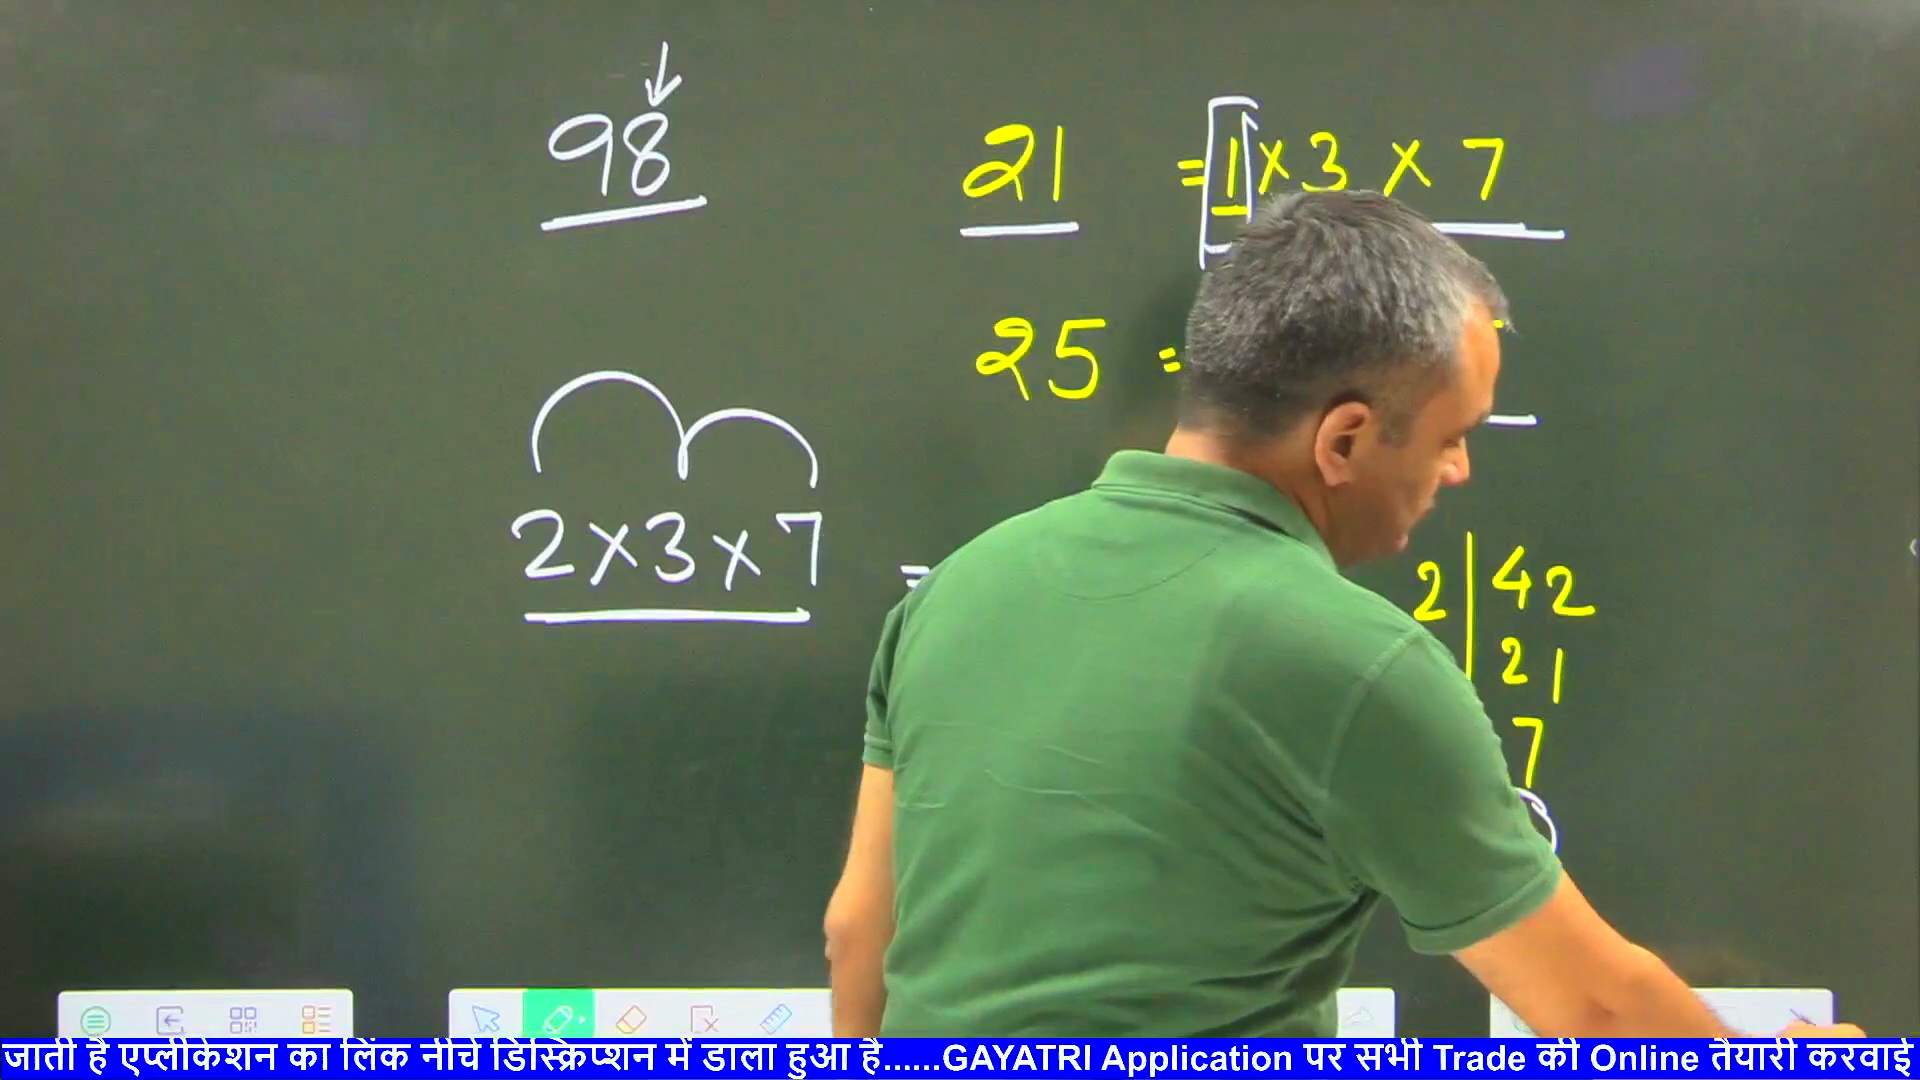 98
21 = 1 × 3 × 7
25 =
2 × 3 × 7 =
2 | 42
21
7
जाती है एप्लीकेशन का लिंक नीचे डिस्क्रिप्शन में डाला हुआ है......GAYATRI Application पर सभी Trade की Online तैयारी करवाई